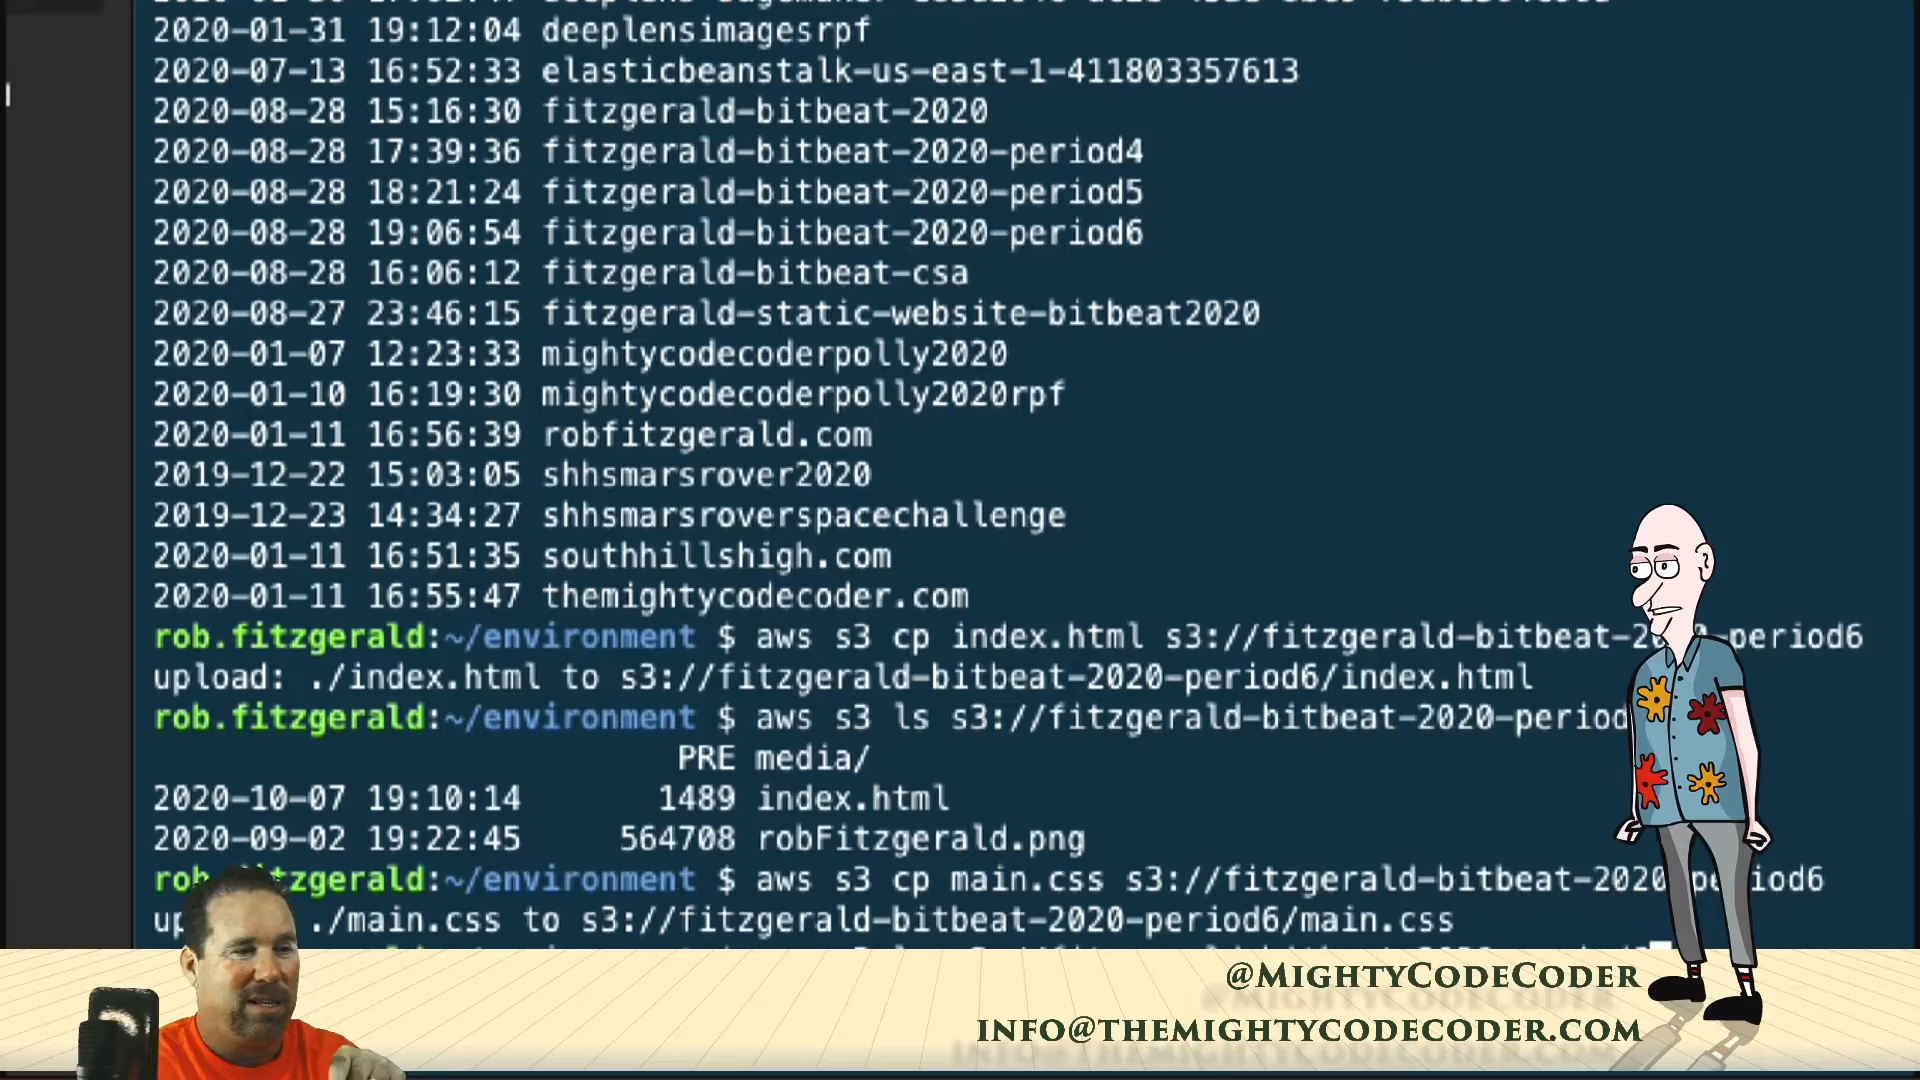 2020-01-31 19:12:04 deeplensimagesrpf
2020-07-13 16:52:33 elasticbeanstalk-us-east-1-411803357613
2020-08-28 15:16:30 fitzgerald-bitbeat-2020
2020-08-28 17:39:36 fitzgerald-bitbeat-2020-period4
2020-08-28 18:21:24 fitzgerald-bitbeat-2020-period5
2020-08-28 19:06:54 fitzgerald-bitbeat-2020-period6
2020-08-28 16:06:12 fitzgerald-bitbeat-csa
2020-08-27 23:46:15 fitzgerald-static-website-bitbeat2020
2020-01-07 12:23:33 mightycodecoderpolly2020
2020-01-10 16:19:30 mightycodecoderpolly2020rpf
2020-01-11 16:56:39 robfitzgerald.com
2019-12-22 15:03:05 shhsmarsrover2020
2019-12-23 14:34:27 shhsmarsroverspacechallenge
2020-01-11 16:51:35 southhillshigh.com
2020-01-11 16:55:47 themightycodecoder.com
rob.fitzgerald:~/environment $ aws s3 cp index.html s3://fitzgerald-bitbeat-2020-period6
upload: ./index.html to s3://fitzgerald-bitbeat-2020-period6/index.html
rob.fitzgerald:~/environment $ aws s3 ls s3://fitzgerald-bitbeat-2020-period
PRE media/
2020-10-07 19:10:14 1489 index.html
2020-09-02 19:22:45 564708 robFitzgerald.png
rob.fitzgerald:~/environment $ aws s3 cp main.css s3://fitzgerald-bitbeat-2020-period6
./main.css to s3://fitzgerald-bitbeat-2020-period6/main.css
@MIGHTYCODECODER
INFO@THEMIGHTYCODECODER.COM